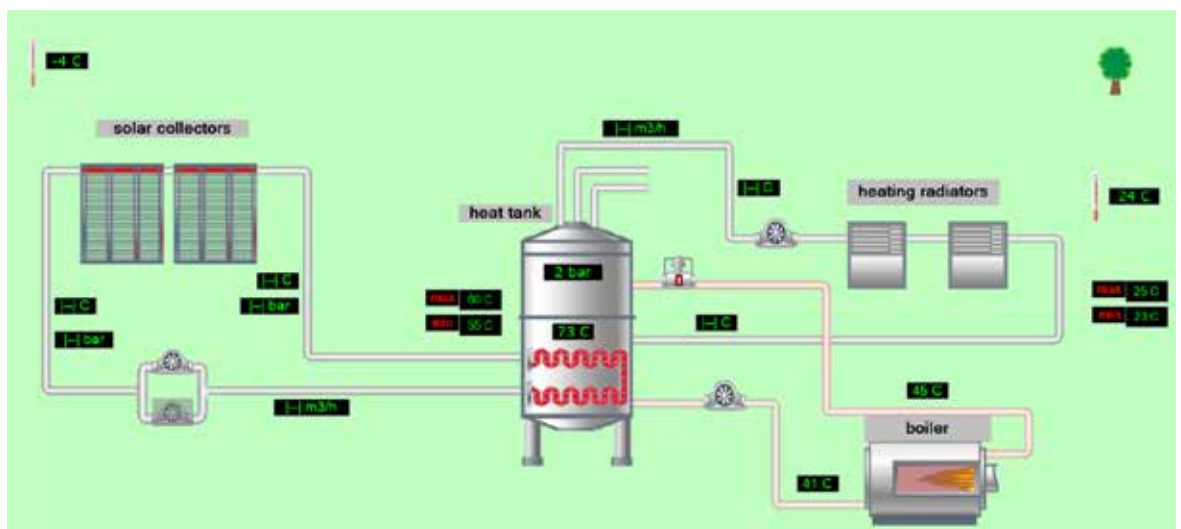 -4 C
solar collectors
|--| m3/h
|--| C
heating radiators
24 C
heat tank
2 bar
|--| C
|--| bar
max
min 55 C
73 C
|--| C
|--| bar
|--| C
max 25 C
min 23 C
|--| m3/h
45 C
boiler
41 C